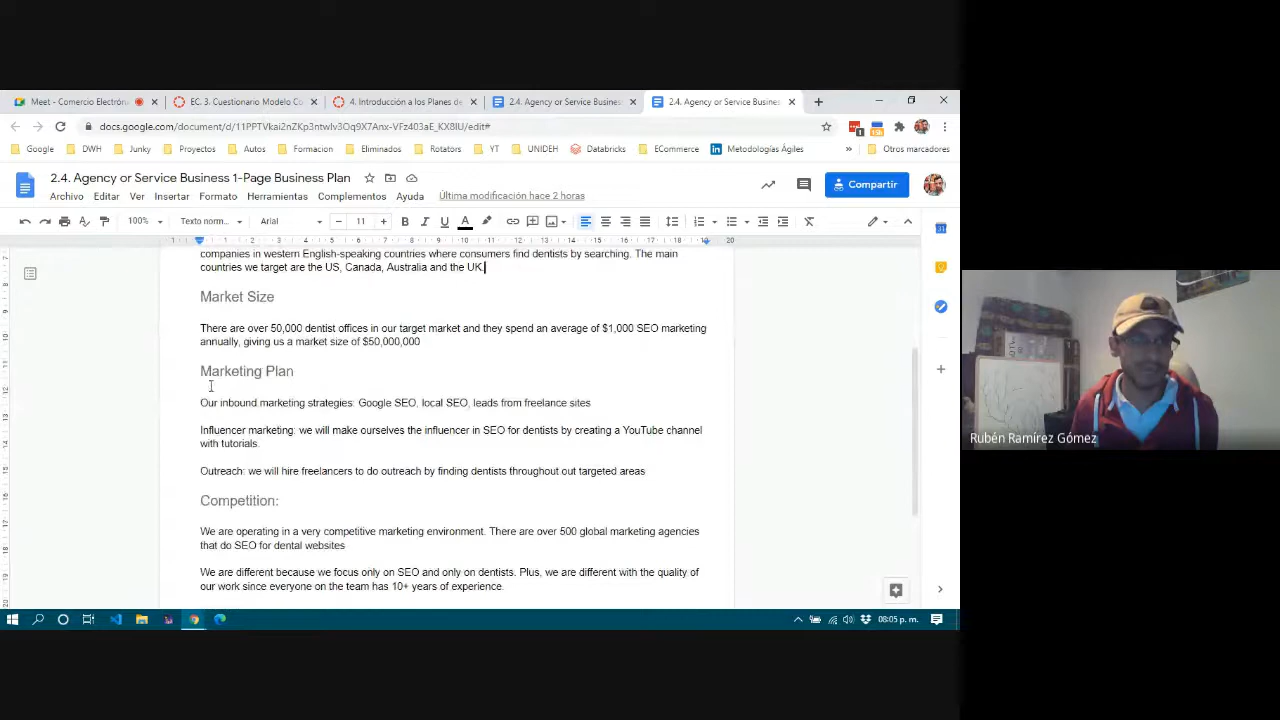 Meet - Comercio Electrón
EC. 3. Cuestionario Modelo Co
4. Introducción a los Planes de
2.4. Agency or Service Business
2.4. Agency or Service Busines
docs.google.com/document/d/11PPTVkai2nZKp3ntwlv3Oq9X7Anx-VFz403aE_KX8IU/edit#
Google
DWH
Junky
Proyectos
Autos
Formacion
Eliminados
Rotators
YT
UNIDEH
Databricks
ECommerce
Metodologías Ágiles
»
Otros marcadores
2.4. Agency or Service Business 1-Page Business Plan
Archivo Editar Ver Insertar Formato Herramientas Complementos Ayuda Última modificación hace 2 horas
Compartir
100% Texto norm... Arial 11
companies in western English-speaking countries where consumers find dentists by searching. The main
countries we target are the US, Canada, Australia and the UK.
Market Size
There are over 50,000 dentist offices in our target market and they spend an average of $1,000 SEO marketing
annually, giving us a market size of $50,000,000
Marketing Plan
Our inbound marketing strategies: Google SEO, local SEO, leads from freelance sites
Influencer marketing: we will make ourselves the influencer in SEO for dentists by creating a YouTube channel
with tutorials.
Outreach: we will hire freelancers to do outreach by finding dentists throughout out targeted areas
Competition:
We are operating in a very competitive marketing environment. There are over 500 global marketing agencies
that do SEO for dental websites
We are different because we focus only on SEO and only on dentists. Plus, we are different with the quality of
our work since everyone on the team has 10+ years of experience.
08:05 p. m.
Rubén Ramírez Gómez